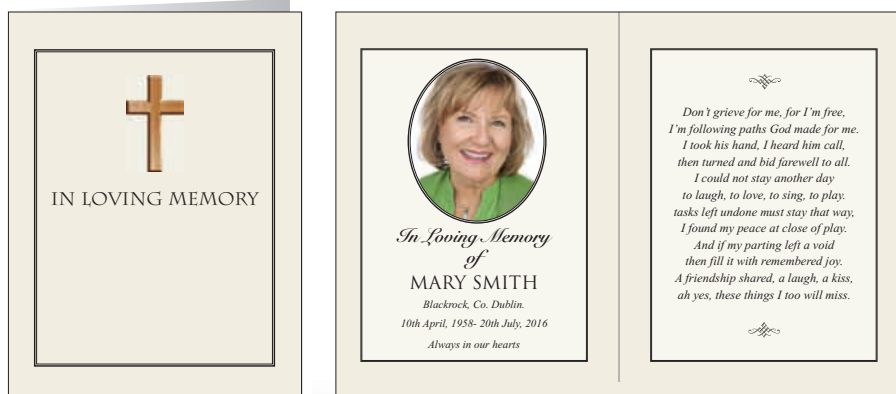 IN LOVING MEMORY
In Loving Memory
of
MARY SMITH
Blackrock, Co. Dublin.
10th April, 1958- 20th July, 2016
Always in our hearts
Don't grieve for me, for I'm free,
I'm following paths God made for me.
I took his hand, I heard him call,
then turned and bid farewell to all.
I could not stay another day
to laugh, to love, to sing, to play.
tasks left undone must stay that way,
I found my peace at close of play.
And if my parting left a void
then fill it with remembered joy.
A friendship shared, a laugh, a kiss,
ah yes, these things I too will miss.